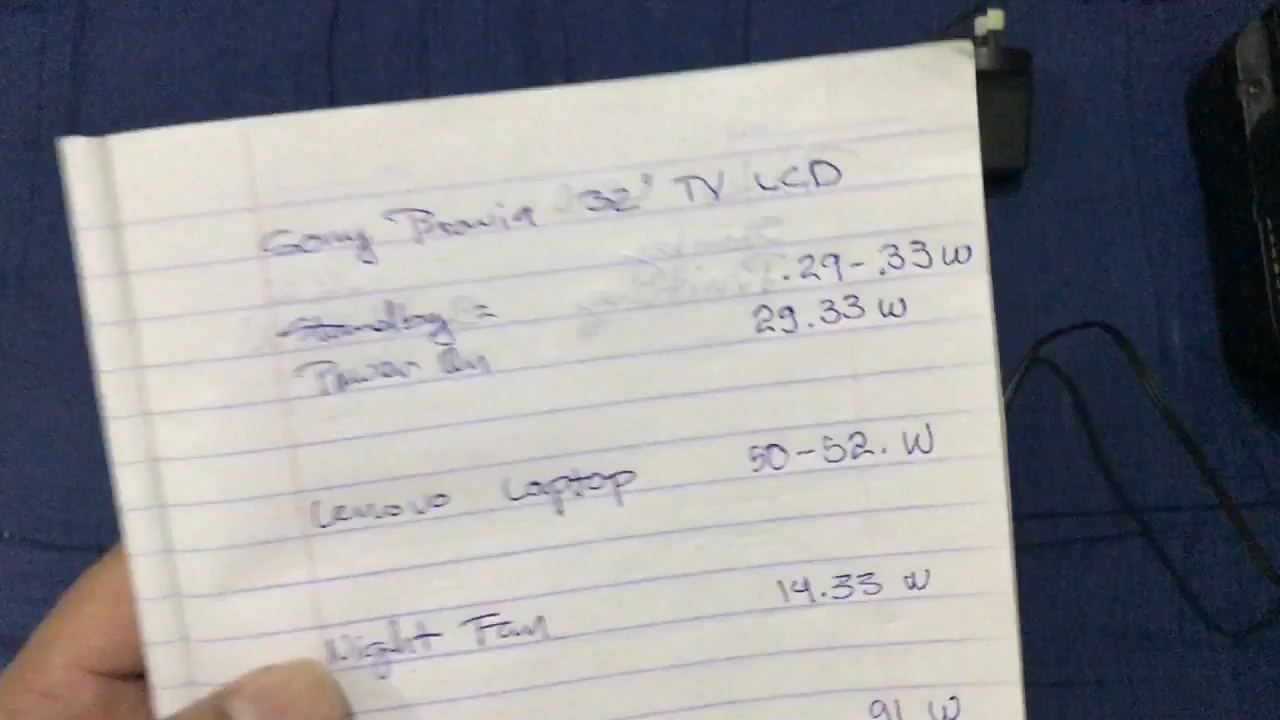 Sony Bravia 32" TV LCD
Standby = .29-.33 W
Power On 29.33 W
Lenovo Laptop 50-52. W
Night Fan 14.33 W
91 W